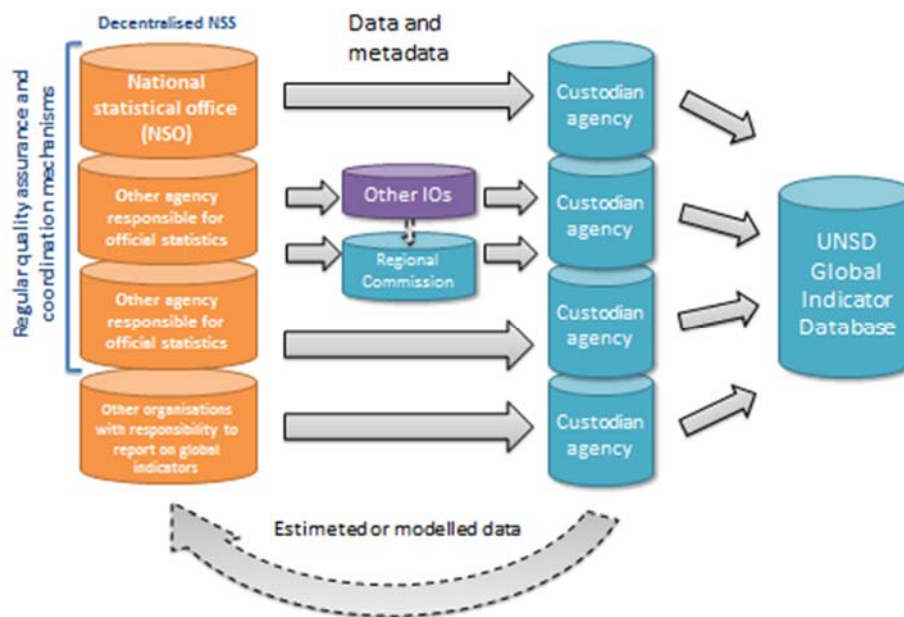 Decentralised NSS
Data and
metadata
Regular quality assurance and
coordination mechanisms
National
statistical office
(NSO)
Other agency
responsible for
official statistics
Other agency
responsible for
official statistics
Other organisations
with responsibility to
report on global
indicators
Other IOs
Regional
Commission
Custodian
agency
Custodian
agency
Custodian
agency
Custodian
agency
UNSD
Global
Indicator
Database
Estimeted or modelled data